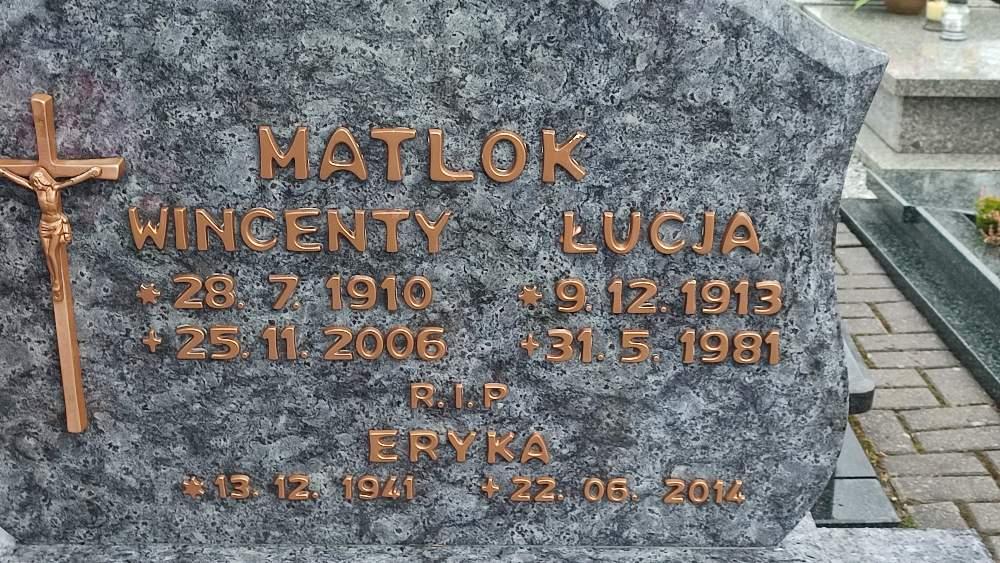 MATLOK
WINCENTY ŁUCJA
* 28. 7. 1910 * 9. 12. 1913
+ 25. 11. 2006 + 31. 5. 1981
R.I.P
ERYKA
* 13. 12. 1941 + 22. 06. 2014